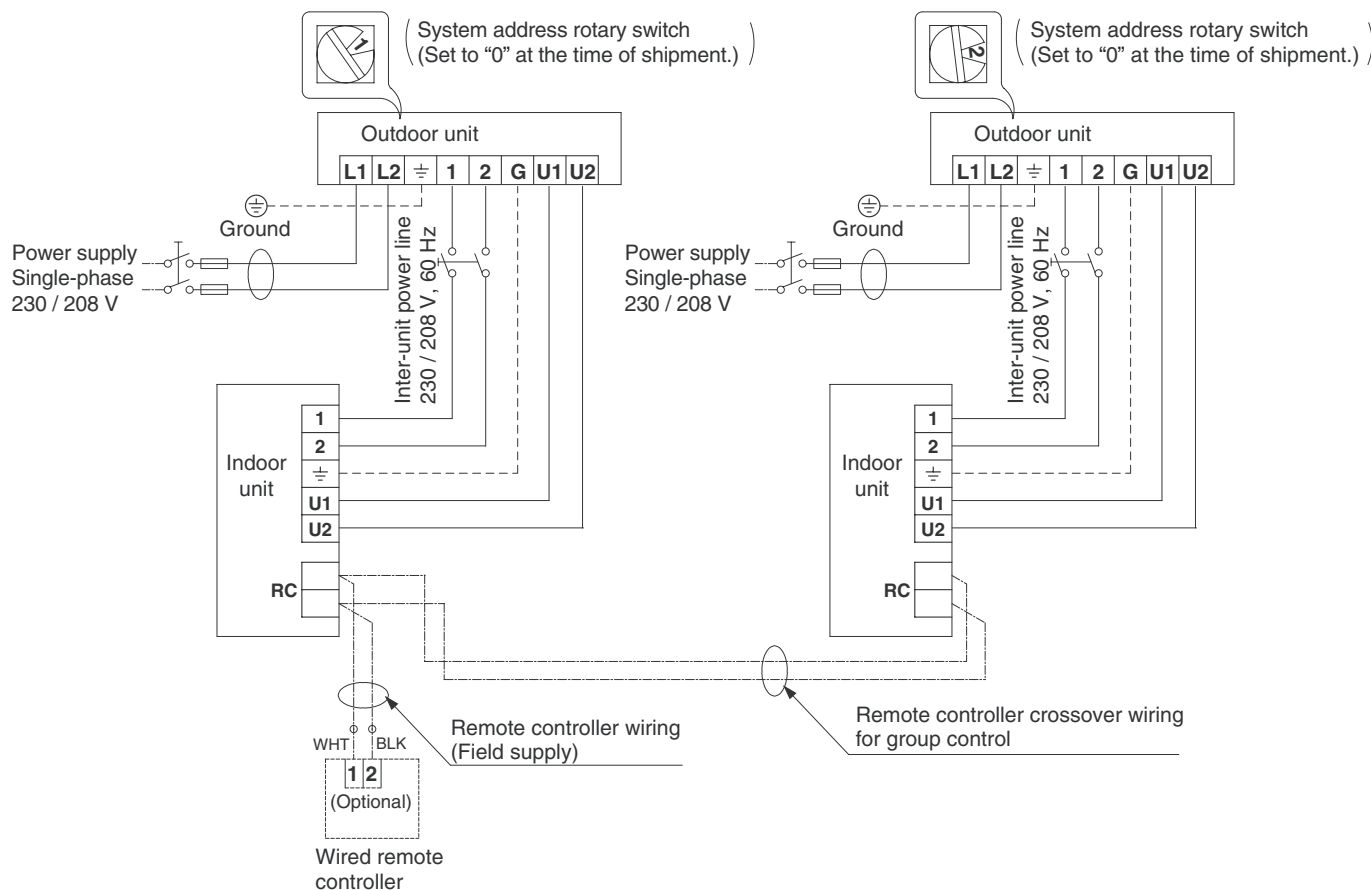 1
System address rotary switch
(Set to “0” at the time of shipment.)
2
System address rotary switch
(Set to “0” at the time of shipment.)
Outdoor unit
L1 L2 1 2 G U1 U2
Ground
Power supply
Single-phase
230 / 208 V
Inter-unit power line
230 / 208 V, 60 Hz
Outdoor unit
L1 L2 1 2 G U1 U2
Ground
Power supply
Single-phase
230 / 208 V
Inter-unit power line
230 / 208 V, 60 Hz
Indoor
unit
1
2
U1
U2
RC
Indoor
unit
1
2
U1
U2
RC
Remote controller wiring
(Field supply)
Remote controller crossover wiring
for group control
WHT BLK
1 2
(Optional)
Wired remote
controller